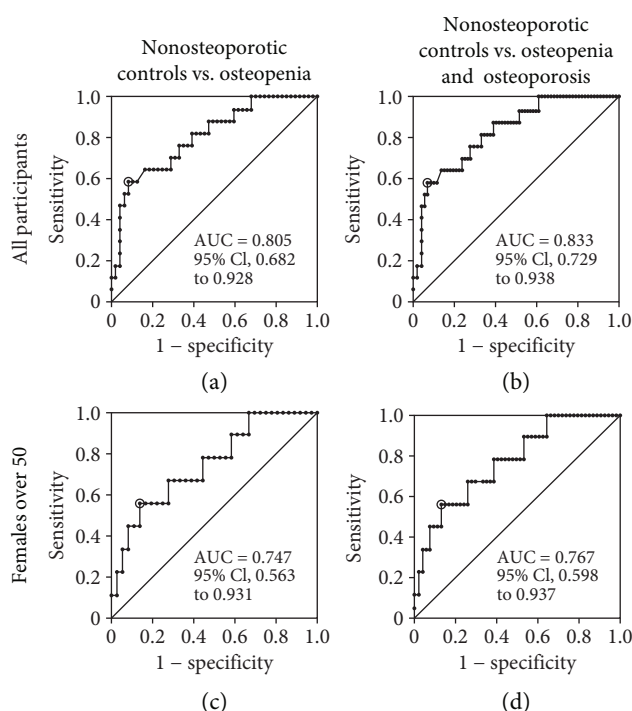 Nonosteoporotic
controls vs. osteopenia
Nonosteoporotic
controls vs. osteopenia
and osteoporosis
All participants
Sensitivity
1.0
0.8
0.6
0.4
0.2
0
AUC = 0.805
95% Cl, 0.682
to 0.928
0 0.2 0.4 0.6 0.8 1.0
1 − specificity
(a)
Sensitivity
1.0
0.8
0.6
0.4
0.2
0
AUC = 0.833
95% Cl, 0.729
to 0.938
0 0.2 0.4 0.6 0.8 1.0
1 − specificity
(b)
Females over 50
Sensitivity
1.0
0.8
0.6
0.4
0.2
0
AUC = 0.747
95% Cl, 0.563
to 0.931
0 0.2 0.4 0.6 0.8 1.0
1 − specificity
(c)
Sensitivity
1.0
0.8
0.6
0.4
0.2
0
AUC = 0.767
95% Cl, 0.598
to 0.937
0 0.2 0.4 0.6 0.8 1.0
1 − specificity
(d)